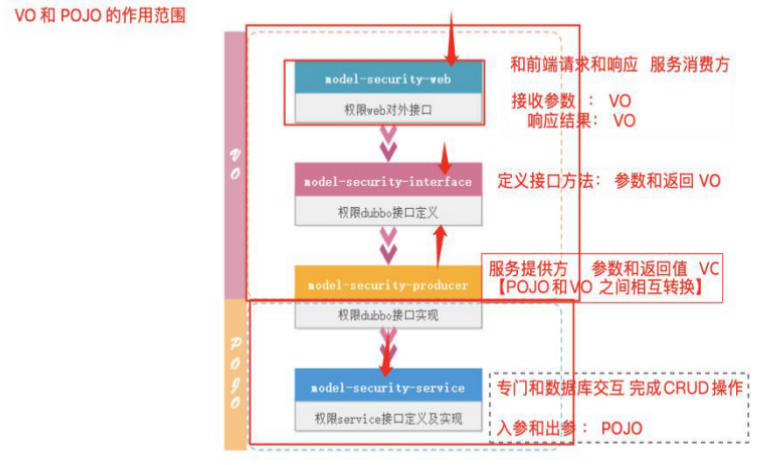 VO 和 POJO 的作用范围
model-security-web
权限web对外接口
和前端请求和响应 服务消费方
接收参数 ： VO
响应结果： VO
VO
model-security-interface
权限dubbo接口定义
定义接口方法： 参数和返回 VO
model-security-producer
权限dubbo接口实现
服务提供方 参数和返回值 VC
【POJO 和 VO 之间相互转换】
POJO
model-security-service
权限service接口定义及实现
专门和数据库交互 完成 CRUD 操作
入参和出参： POJO